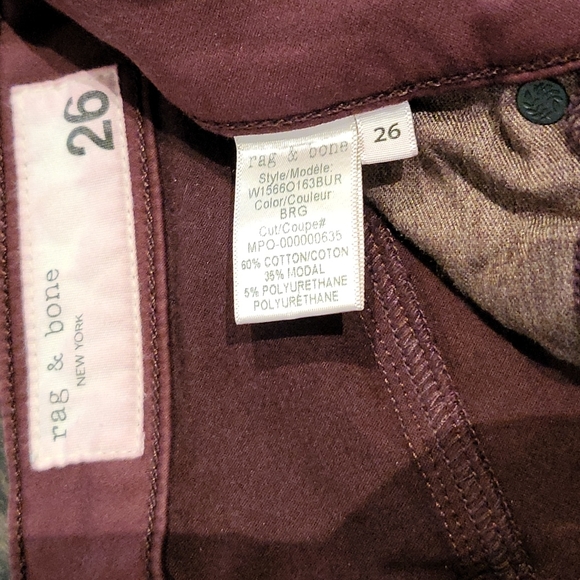 26
rag & bone
NEW YORK
26
rag & bone
Style/Modèle:
W1566O163BUR
Color/Couleur
BRG
Cut/Coupe#
MPO-000000635
60% COTTON/COTON
35% MODAL
5% POLYURETHANE
POLYURÉTHANE